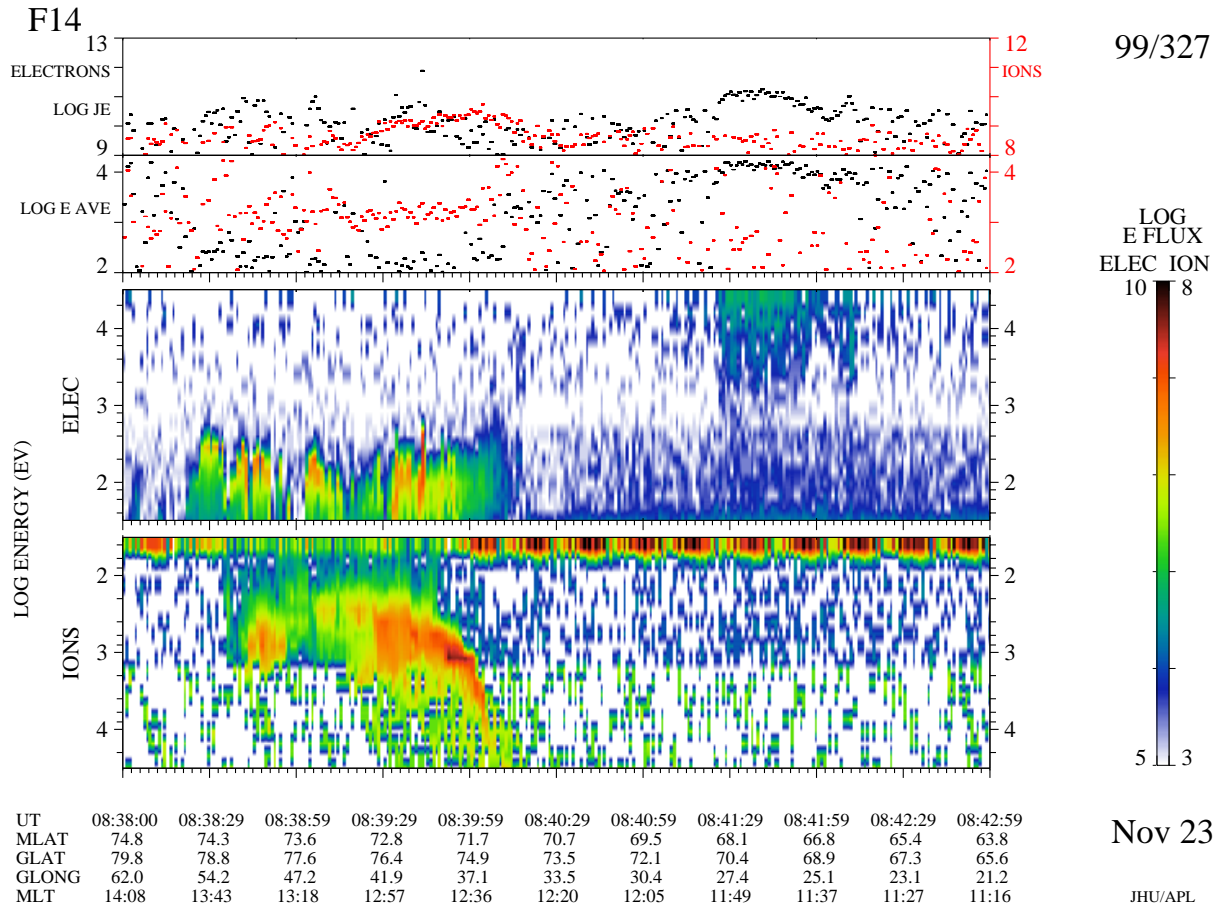 F14
99/327
13
12
ELECTRONS
IONS
LOG JE
9
8
4
4
LOG E AVE
2
2
LOG
E FLUX
ELEC ION
10 8
4
4
ELEC
3
3
2
2
LOG ENERGY (EV)
2
2
IONS
3
3
4
4
5 3
UT 08:38:00 08:38:29 08:38:59 08:39:29 08:39:59 08:40:29 08:40:59 08:41:29 08:41:59 08:42:29 08:42:59
MLAT 74.8 74.3 73.6 72.8 71.7 70.7 69.5 68.1 66.8 65.4 63.8
GLAT 79.8 78.8 77.6 76.4 74.9 73.5 72.1 70.4 68.9 67.3 65.6
GLONG 62.0 54.2 47.2 41.9 37.1 33.5 30.4 27.4 25.1 23.1 21.2
MLT 14:08 13:43 13:18 12:57 12:36 12:20 12:05 11:49 11:37 11:27 11:16
Nov 23
JHU/APL